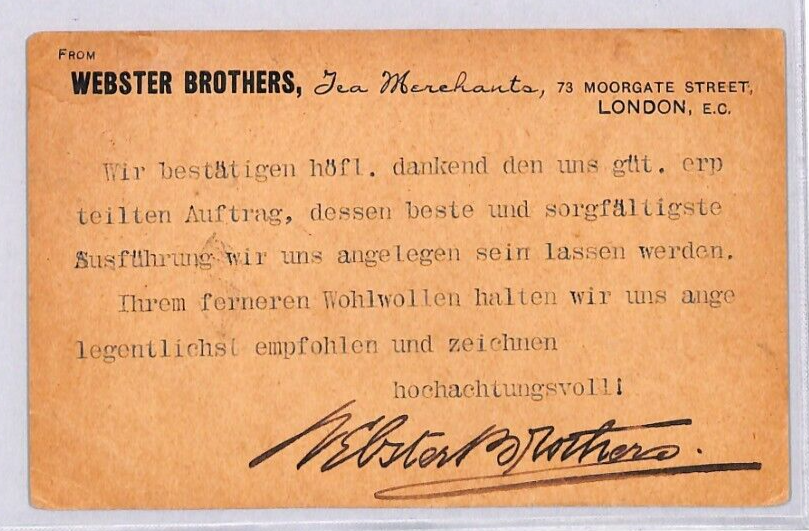 FROM
WEBSTER BROTHERS, Tea Merchants, 73 MOORGATE STREET,
LONDON, E.C.
Wir bestätigen höfl. dankend den uns güt. erp
teilten Auftrag, dessen beste und sorgfältigste
Ausführung wir uns angelegen sein lassen werden.
Ihrem ferneren Wohlwollen halten wir uns ange
legentlichst empfohlen und zeichnen
hochachtungsvoll!
Webster Brothers.